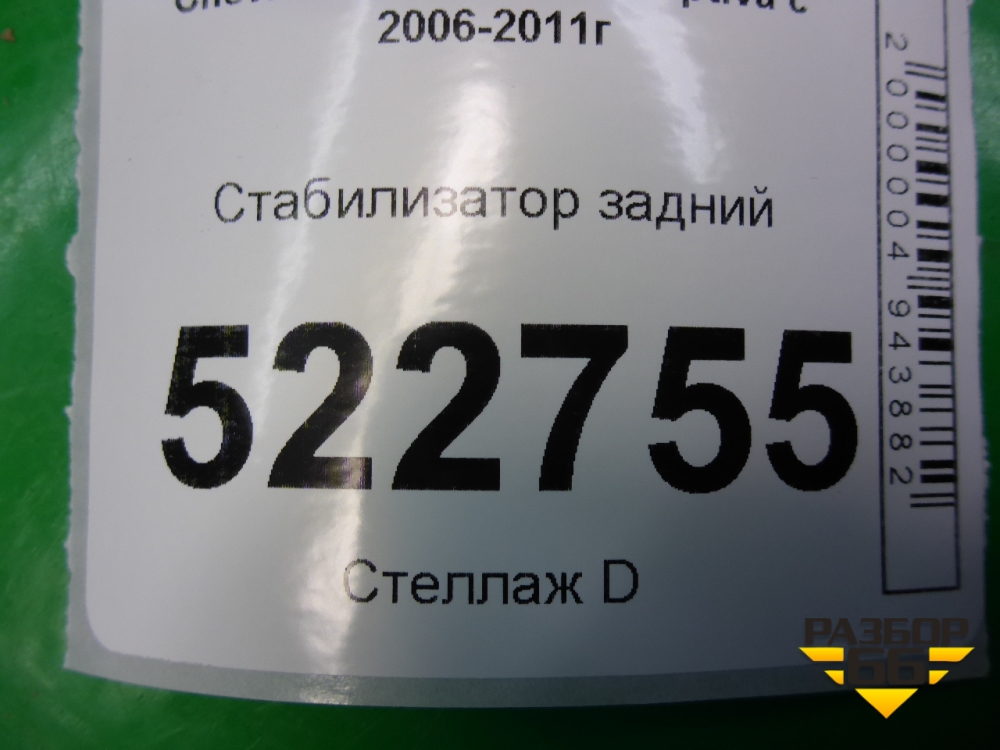 с
2006-2011г
Стабилизатор задний
522755
Стеллаж D
2000004943882
РАЗБОР
66